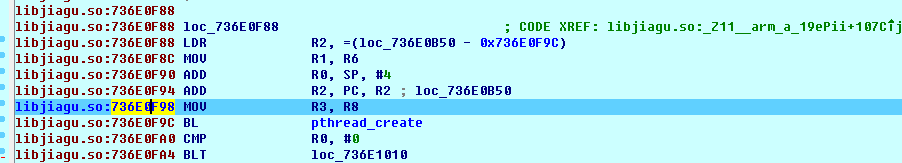 libjiagu.so:736E0F88
libjiagu.so:736E0F88 loc_736E0F88 ; CODE XREF: libjiagu.so:_Z11__arm_a_19ePii+107C↑j
libjiagu.so:736E0F88 LDR R2, =(loc_736E0B50 - 0x736E0F9C)
libjiagu.so:736E0F8C MOV R1, R6
libjiagu.so:736E0F90 ADD R0, SP, #4
libjiagu.so:736E0F94 ADD R2, PC, R2 ; loc_736E0B50
libjiagu.so:736E0F98 MOV R3, R8
libjiagu.so:736E0F9C BL pthread_create
libjiagu.so:736E0FA0 CMP R0, #0
libjiagu.so:736E0FA4 BLT loc_736E1010